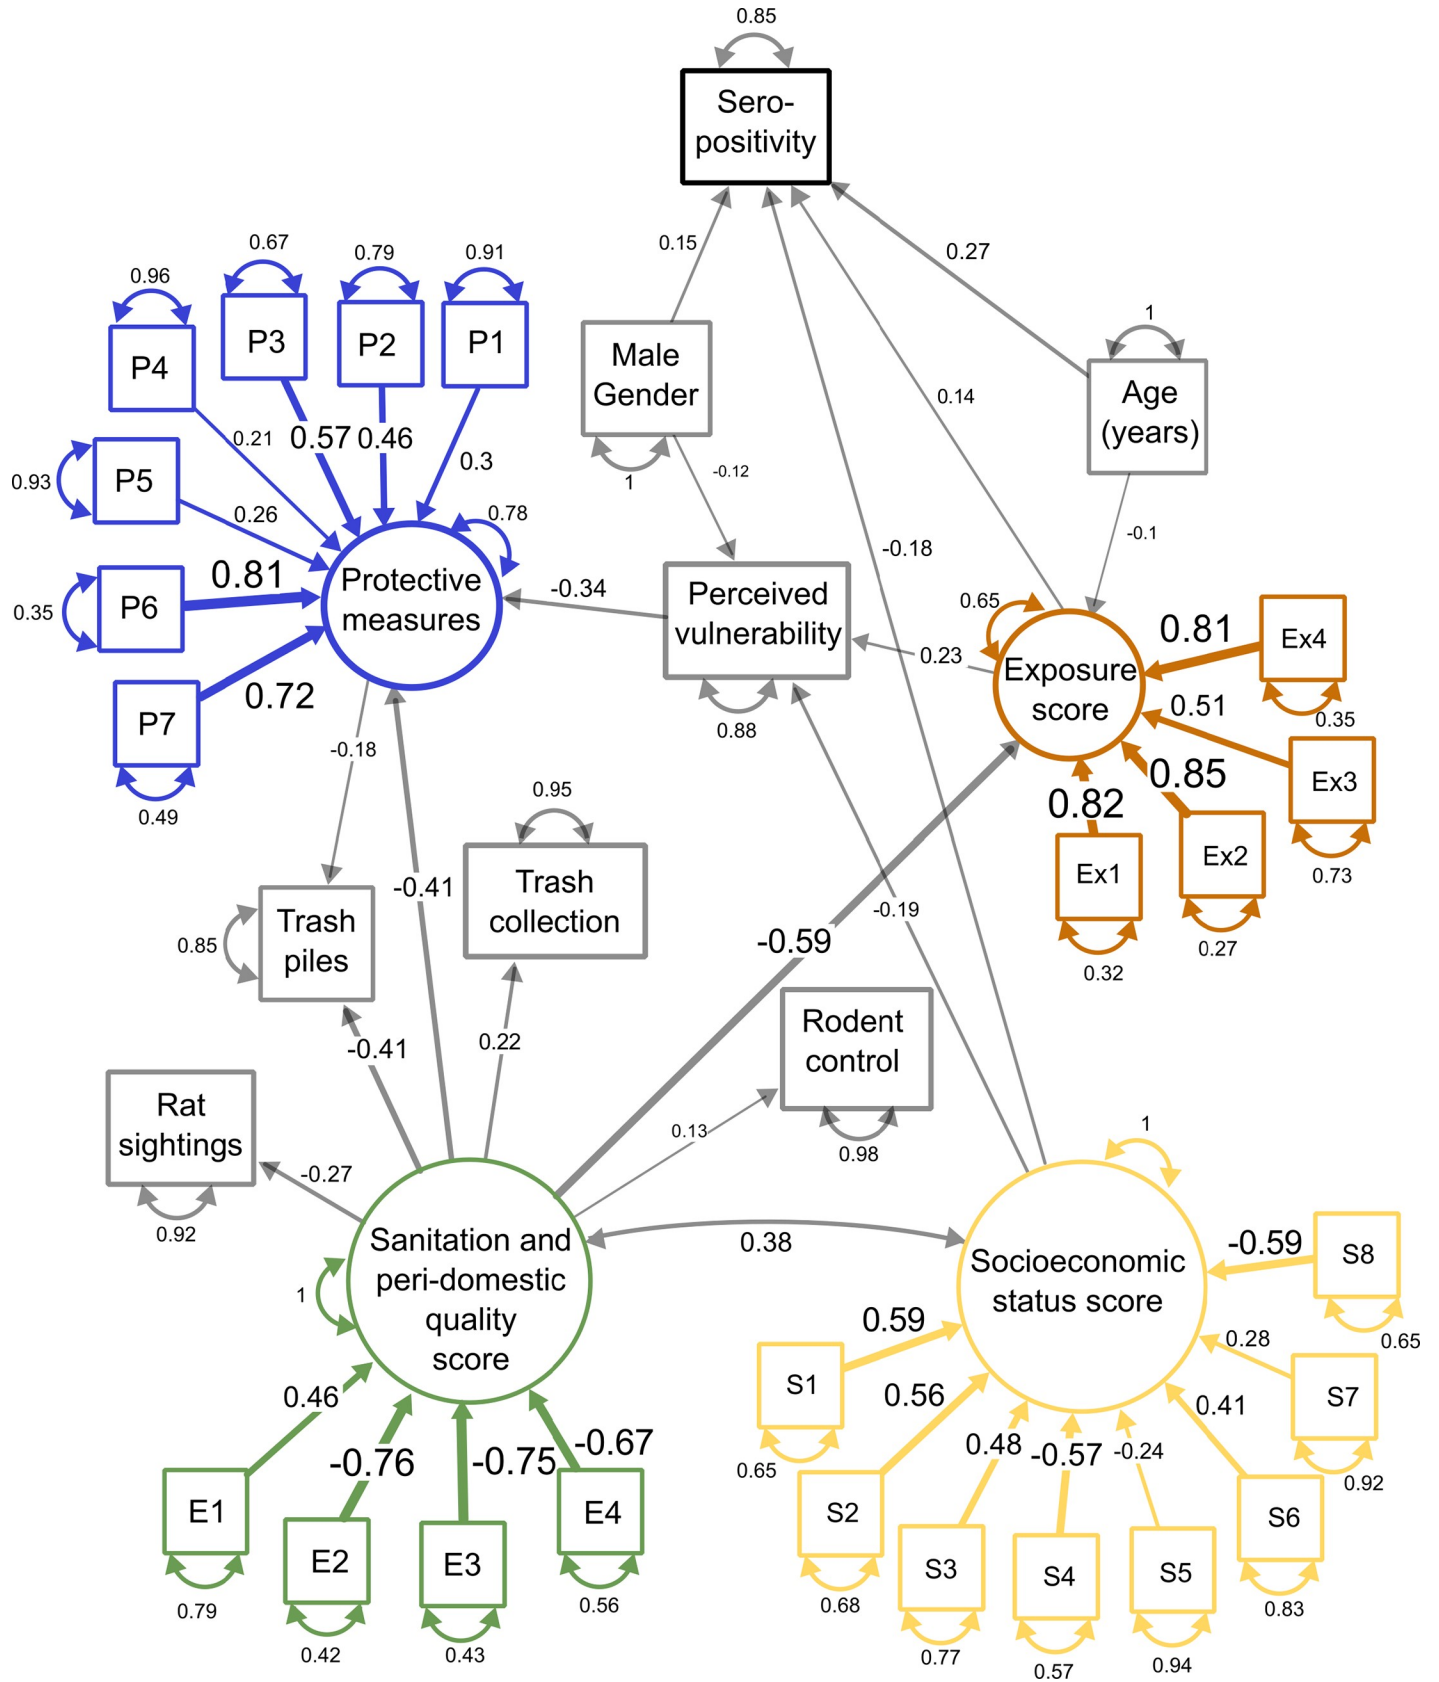 0.85
Sero-
positivity
0.15
0.27
0.67
0.79
0.91
0.96
P4
P3
P2
P1
Male
Gender
1
1
Age
(years)
0.14
-0.12
-0.1
-0.18
0.21
0.57
0.46
0.3
0.93
P5
0.26
0.78
0.81
0.35
P6
Protective
measures
-0.34
Perceived
vulnerability
0.88
0.23
0.65
Exposure
score
0.81
Ex4
0.35
0.51
Ex3
0.73
0.85
Ex2
0.27
0.82
Ex1
0.32
P7
0.72
0.49
-0.18
0.95
Trash
collection
-0.41
Trash
piles
0.85
-0.41
0.22
-0.59
-0.19
Rodent
control
0.98
0.13
Rat
sightings
0.92
-0.27
Sanitation and
peri-domestic
quality
score
1
0.38
1
Socioeconomic
status score
-0.59
S8
0.65
0.59
S1
0.65
0.28
S7
0.92
0.56
S2
0.68
0.48
S3
0.77
-0.57
S4
0.57
-0.24
S5
0.94
0.41
S6
0.83
0.46
E1
0.79
-0.76
E2
0.42
-0.75
E3
0.43
-0.67
E4
0.56